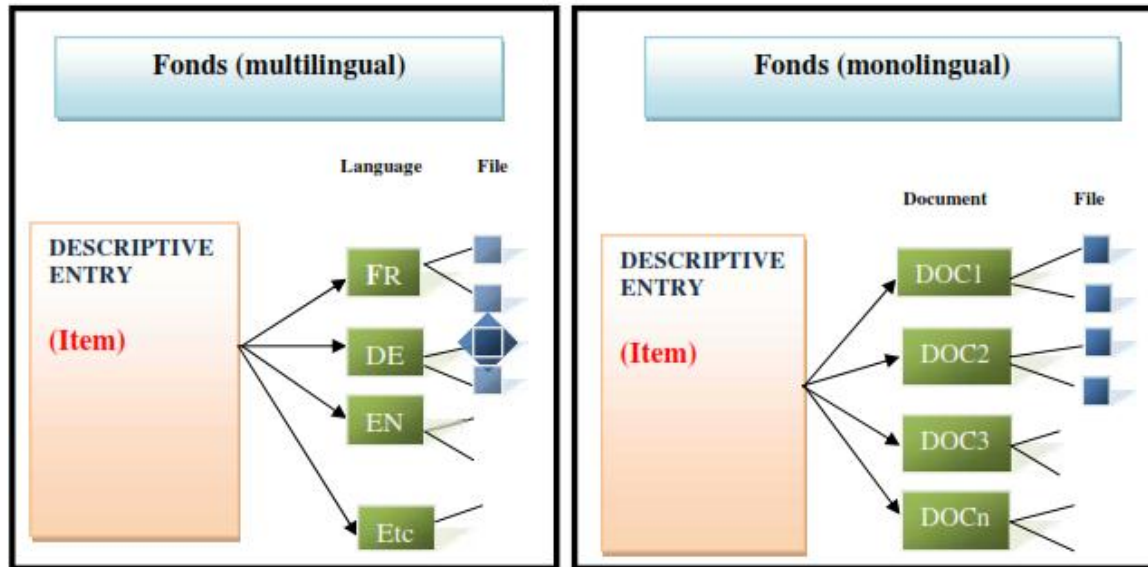 Fonds (multilingual)
Language File
DESCRIPTIVE
ENTRY
(Item)
FR
DE
EN
Etc
Fonds (monolingual)
Document File
DESCRIPTIVE
ENTRY
(Item)
DOC1
DOC2
DOC3
DOCn